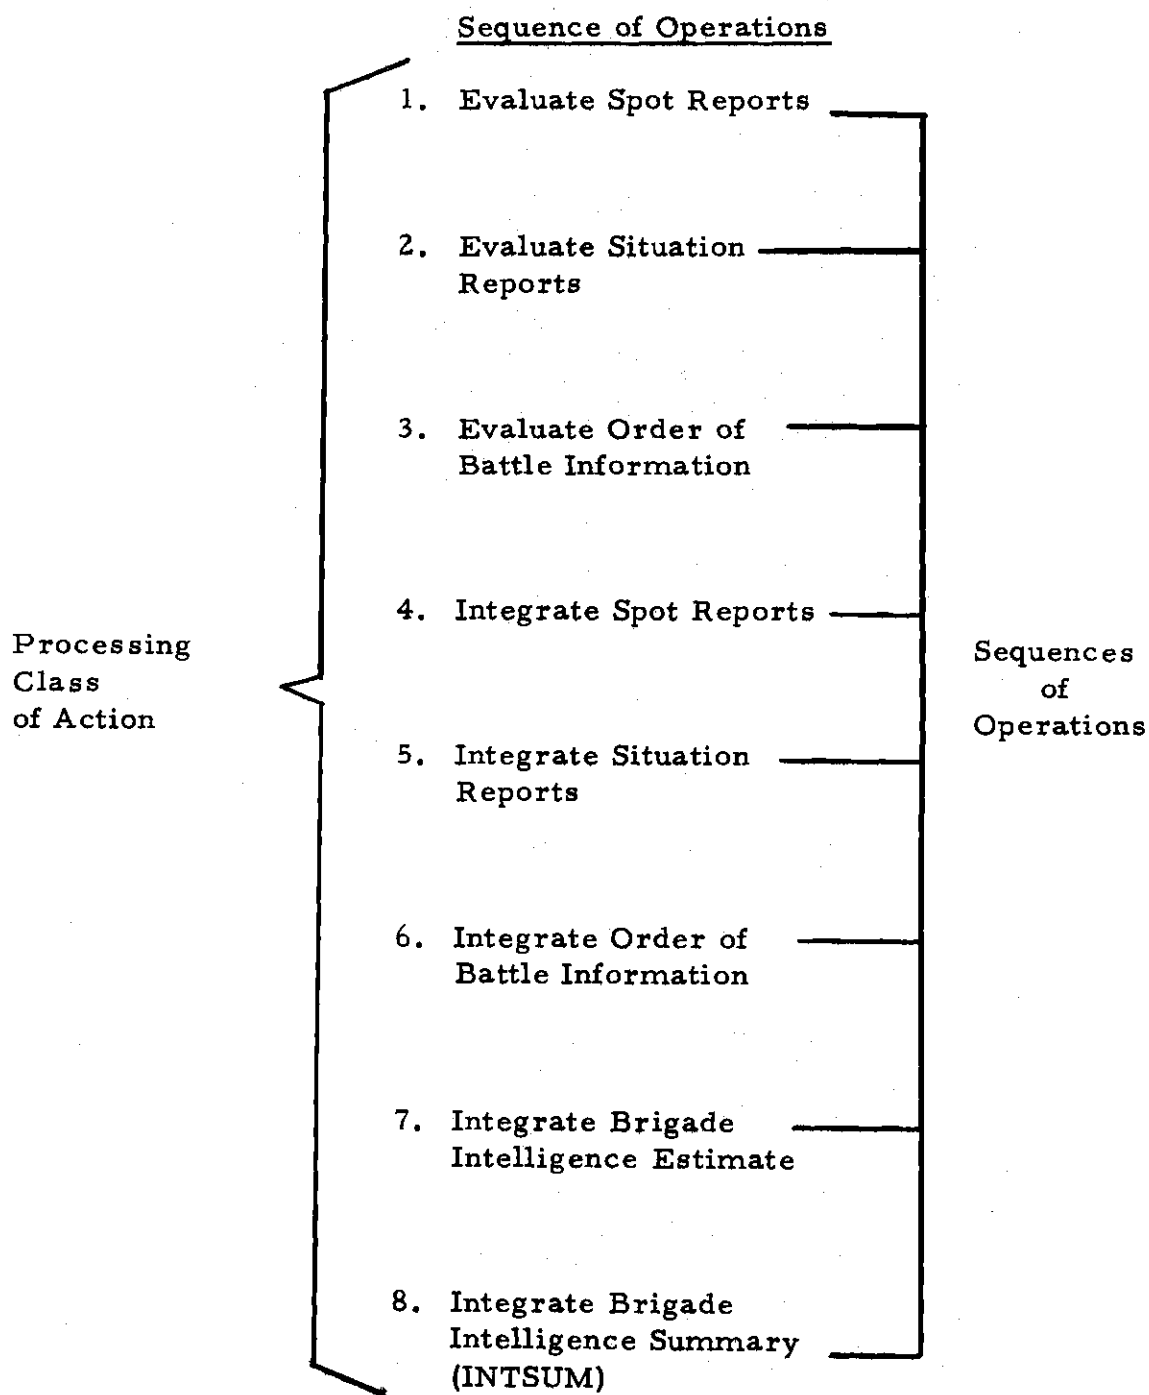 Sequence of Operations
1. Evaluate Spot Reports
2. Evaluate Situation
Reports
3. Evaluate Order of
Battle Information
4. Integrate Spot Reports
Processing
Class
of Action
Sequences
of
Operations
5. Integrate Situation
Reports
6. Integrate Order of
Battle Information
7. Integrate Brigade
Intelligence Estimate
8. Integrate Brigade
Intelligence Summary
(INTSUM)